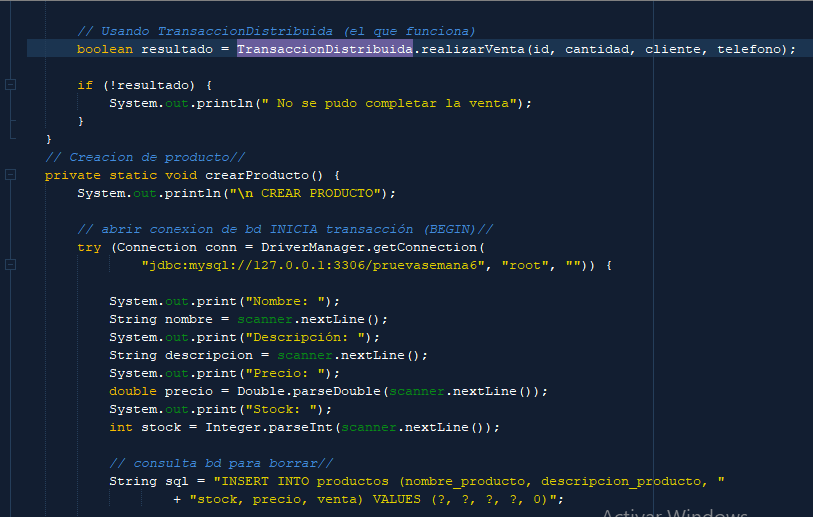 // Usando TransaccionDistribuida (el que funciona)
boolean resultado = TransaccionDistribuida.realizarVenta(id, cantidad, cliente, telefono);
if (!resultado) {
System.out.println(" No se pudo completar la venta");
}
}
// Creacion de producto//
private static void crearProducto() {
System.out.println("\n CREAR PRODUCTO");
// abrir conexion de bd INICIA transacción (BEGIN)//
try (Connection conn = DriverManager.getConnection(
"jdbc:mysql://127.0.0.1:3306/pruevasemana6", "root", "")) {
System.out.print("Nombre: ");
String nombre = scanner.nextLine();
System.out.print("Descripción: ");
String descripcion = scanner.nextLine();
System.out.print("Precio: ");
double precio = Double.parseDouble(scanner.nextLine());
System.out.print("Stock: ");
int stock = Integer.parseInt(scanner.nextLine());
// consulta bd para borrar//
String sql = "INSERT INTO productos (nombre_producto, descripcion_producto, "
+ "stock, precio, venta) VALUES (?, ?, ?, ?, 0)";
Activar Windows